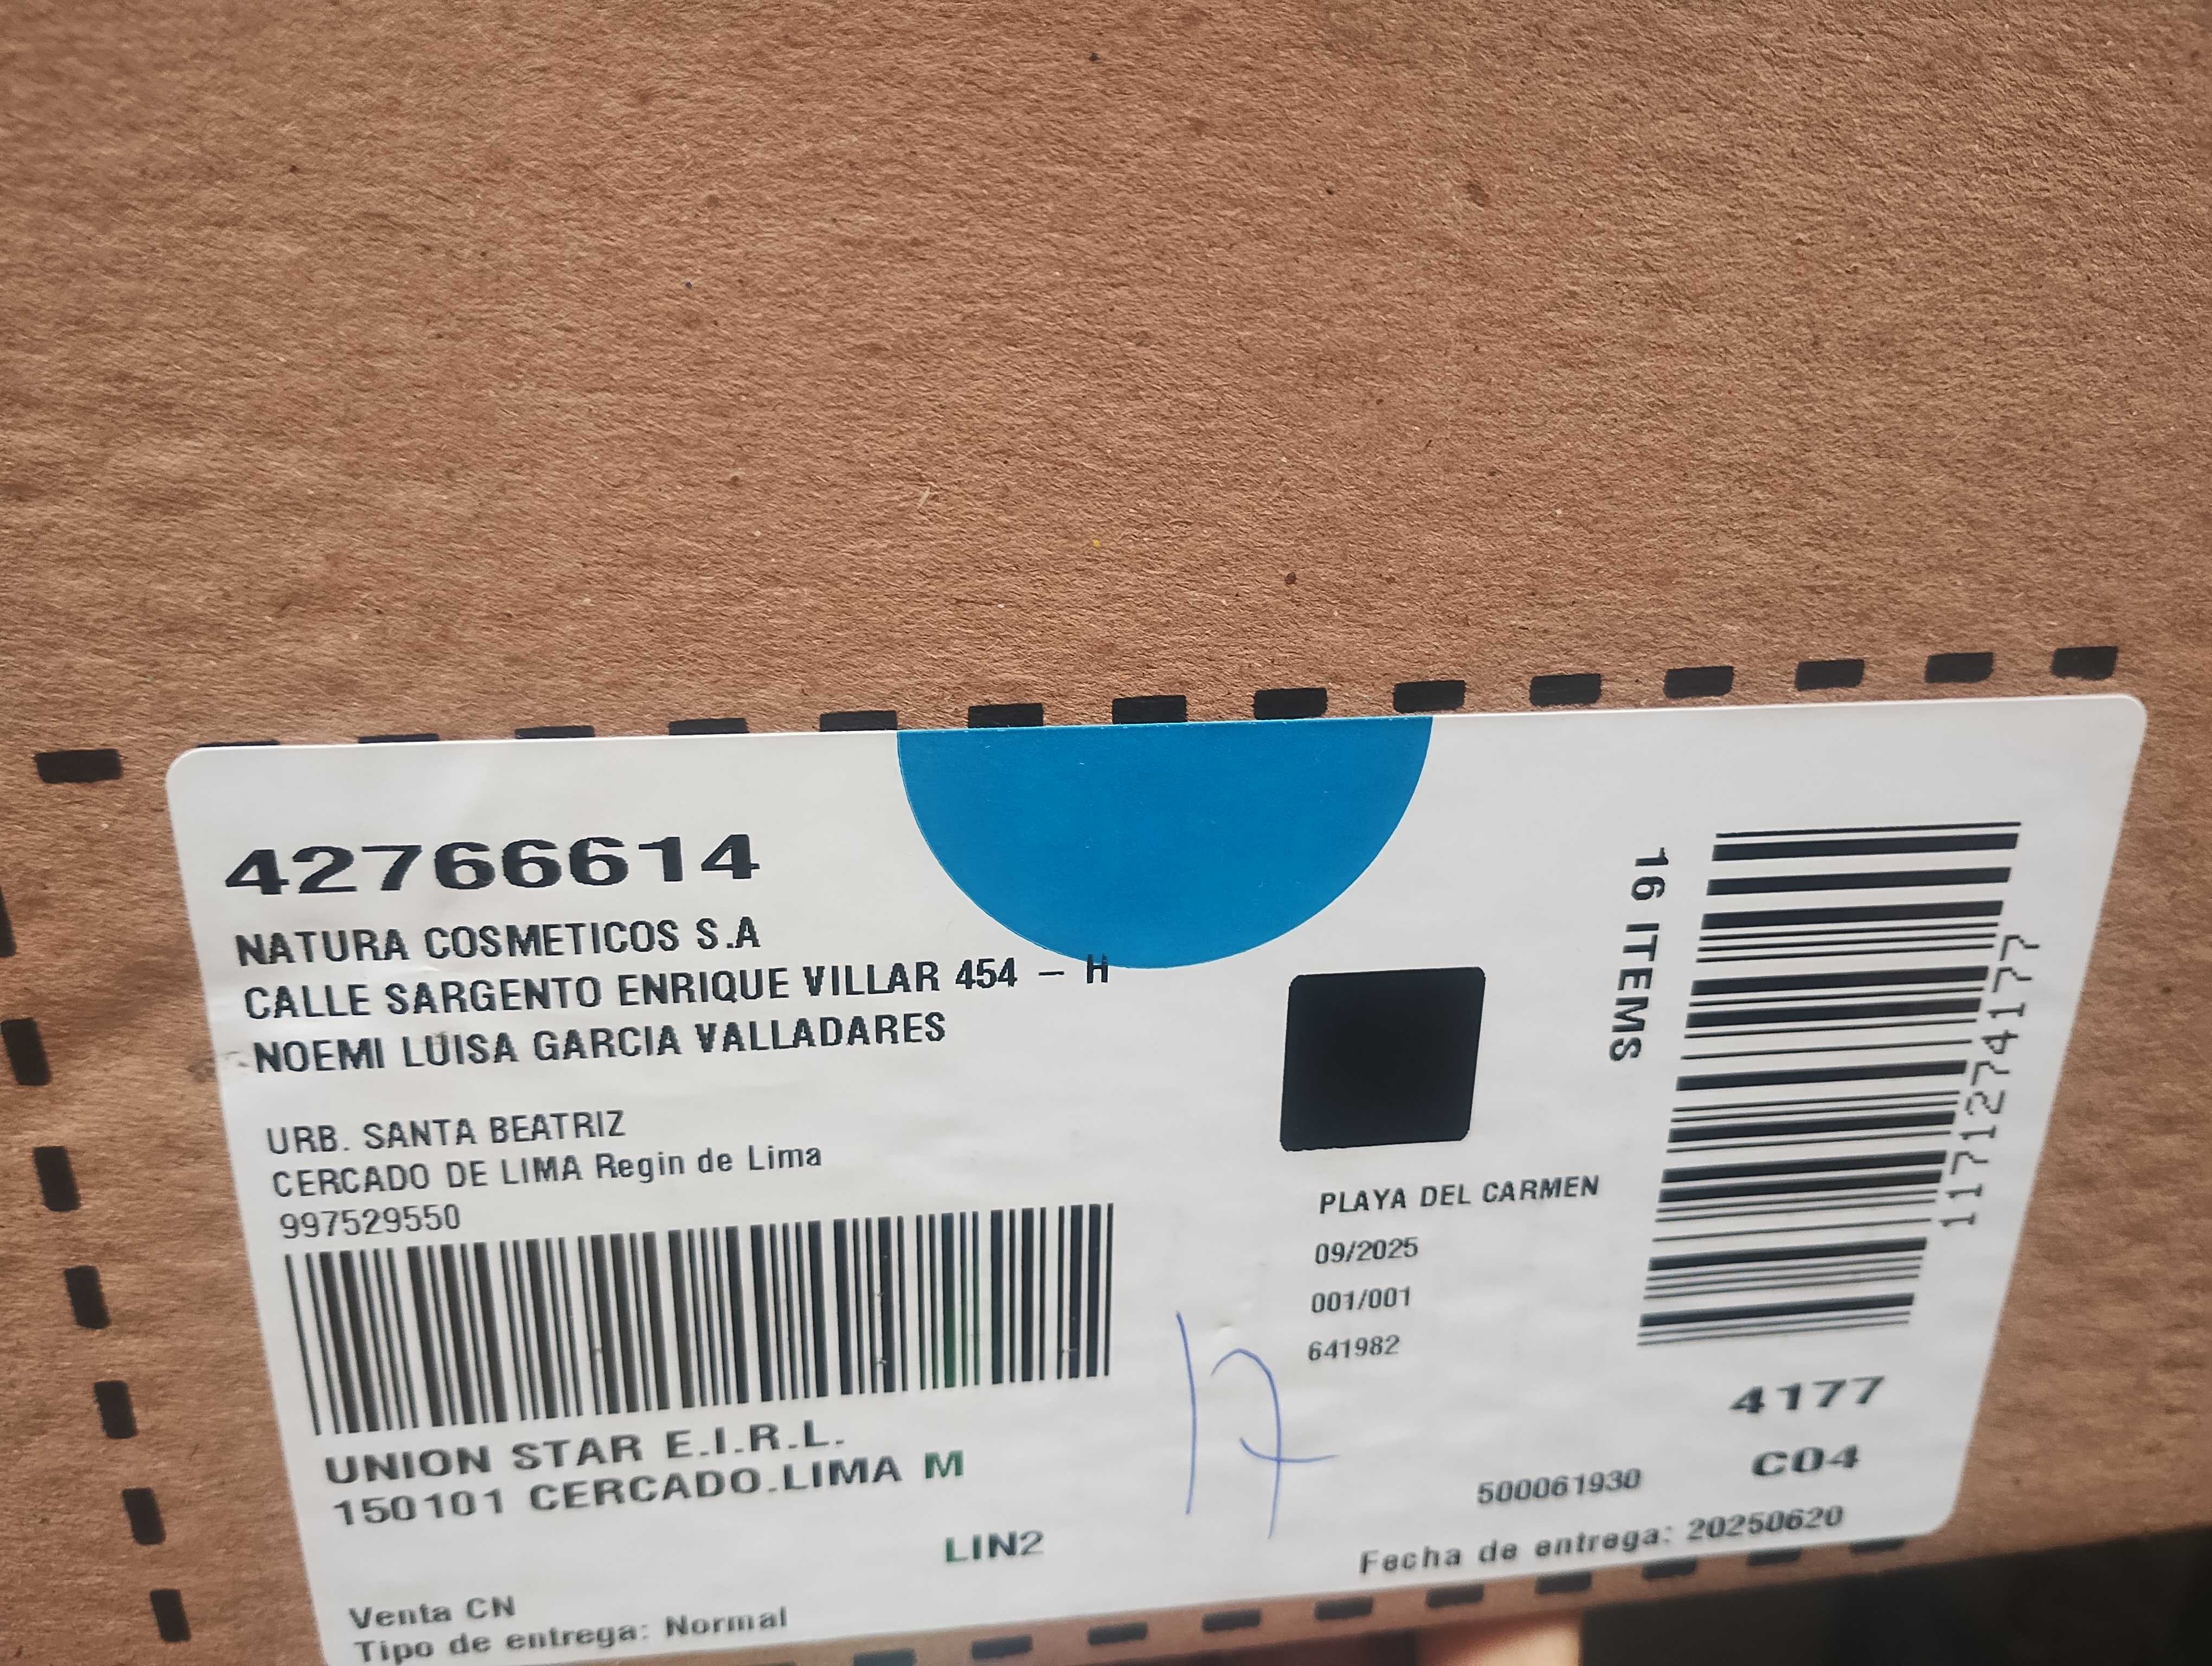 42766614
NATURA COSMETICOS S.A
CALLE SARGENTO ENRIQUE VILLAR 454 – H
NOEMI LUISA GARCIA VALLADARES
URB. SANTA BEATRIZ
CERCADO DE LIMA Regin de Lima
997529550
UNION STAR E.I.R.L.
150101 CERCADO.LIMA M
LIN2
Venta CN
Tipo de entrega: Normal
17
PLAYA DEL CARMEN
09/2025
001/001
641982
16 ITEMS
1171274177
4177
C04
500061930
Fecha de entrega: 20250620